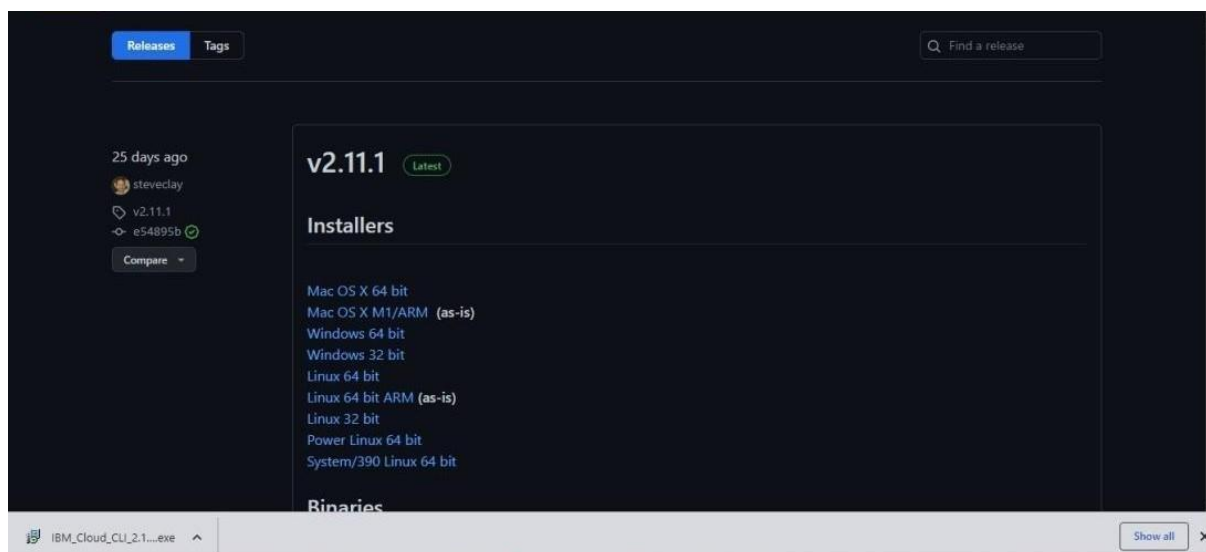 Releases Tags
Find a release
25 days ago
steveclay
v2.11.1
e54895b
Compare
v2.11.1 Latest
Installers
Mac OS X 64 bit
Mac OS X M1/ARM (as-is)
Windows 64 bit
Windows 32 bit
Linux 64 bit
Linux 64 bit ARM (as-is)
Linux 32 bit
Power Linux 64 bit
System/390 Linux 64 bit
Binaries
IBM_Cloud_CLI_2.1....exe
Show all